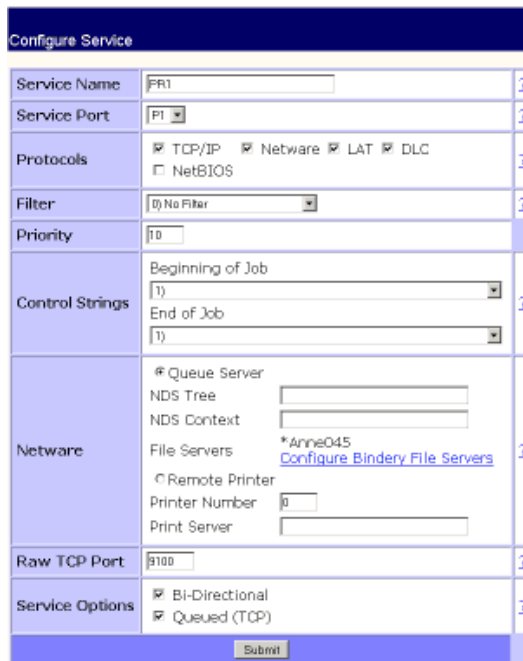 Configure Service
Service Name PR1
Service Port P1
Protocols TCP/IP Netware LAT DLC
NetBIOS
Filter 0) No Filter
Priority 10
Control Strings
Beginning of Job
1)
End of Job
1)
Netware
Queue Server
NDS Tree
NDS Context
File Servers *Anne045
Configure Bindery File Servers
Remote Printer
Printer Number 0
Print Server
Raw TCP Port 9100
Service Options
Bi-Directional
Queued (TCP)
Submit